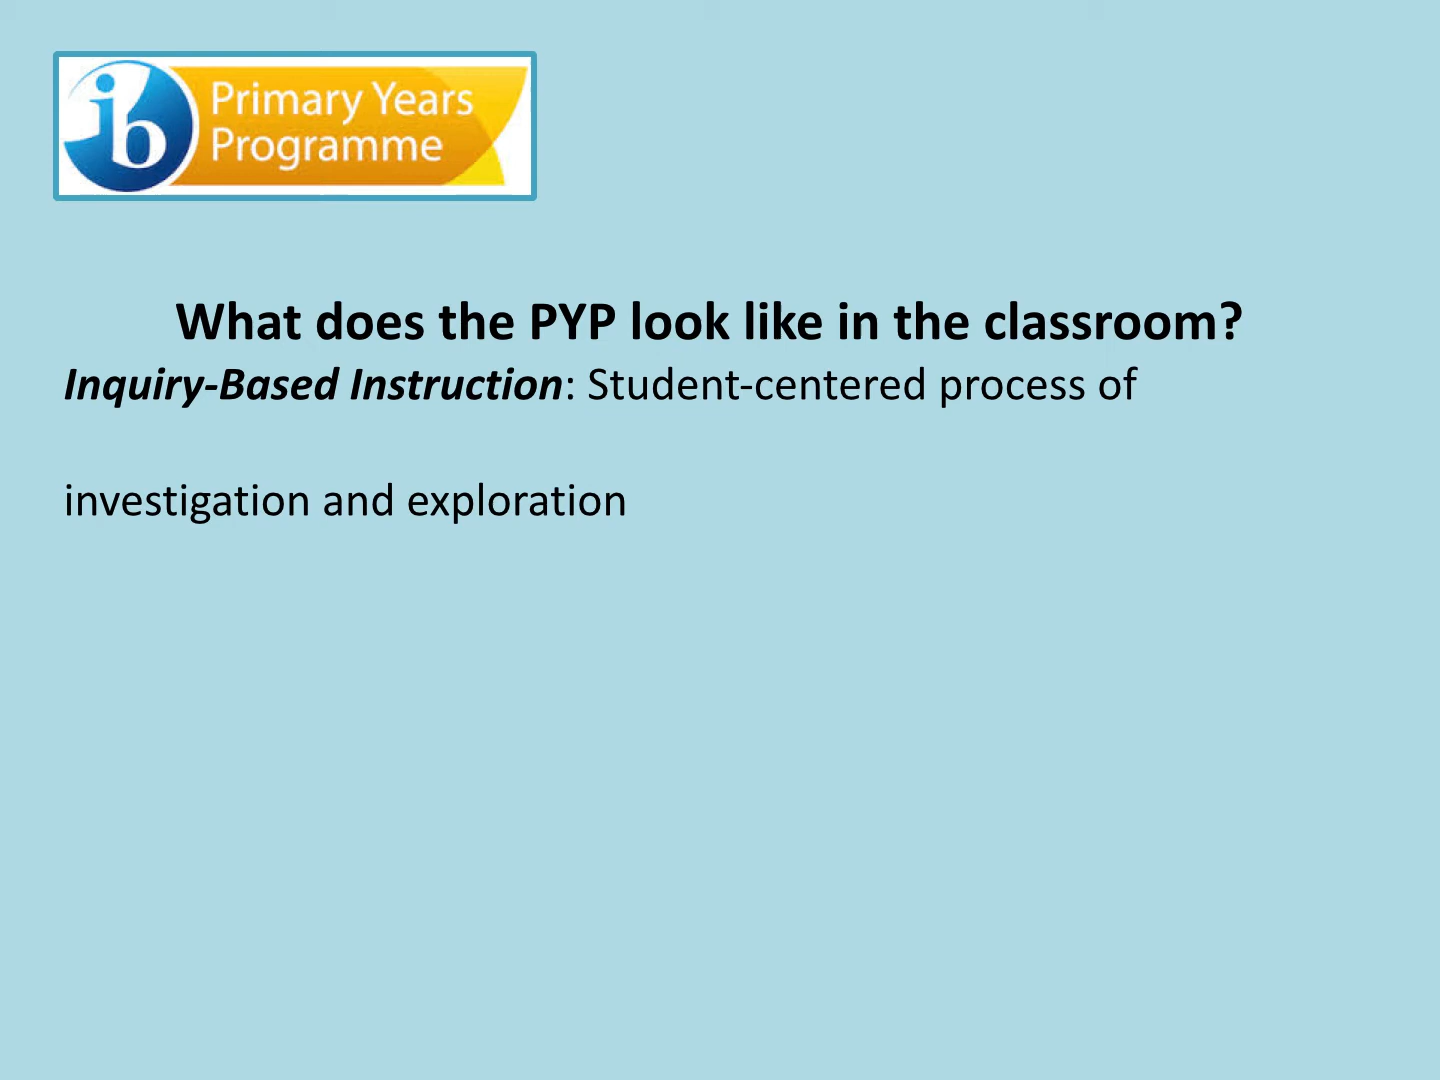 ib
Primary Years
Programme
What does the PYP look like in the classroom?
Inquiry-Based Instruction: Student-centered process of
investigation and exploration